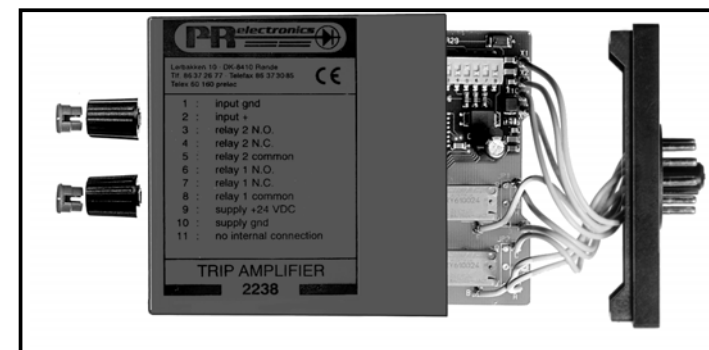 PR electronics
Lerbakken 10 · DK-8410 Rønde
Tlf. 86 37 26 77 · Telefax 86 37 30 85
Telex 60 160 prelec
CE
1 : input gnd
2 : input +
3 : relay 2 N.O.
4 : relay 2 N.C.
5 : relay 2 common
6 : relay 1 N.O.
7 : relay 1 N.C.
8 : relay 1 common
9 : supply +24 VDC
10 : supply gnd
11 : no internal connection
TRIP AMPLIFIER
2238